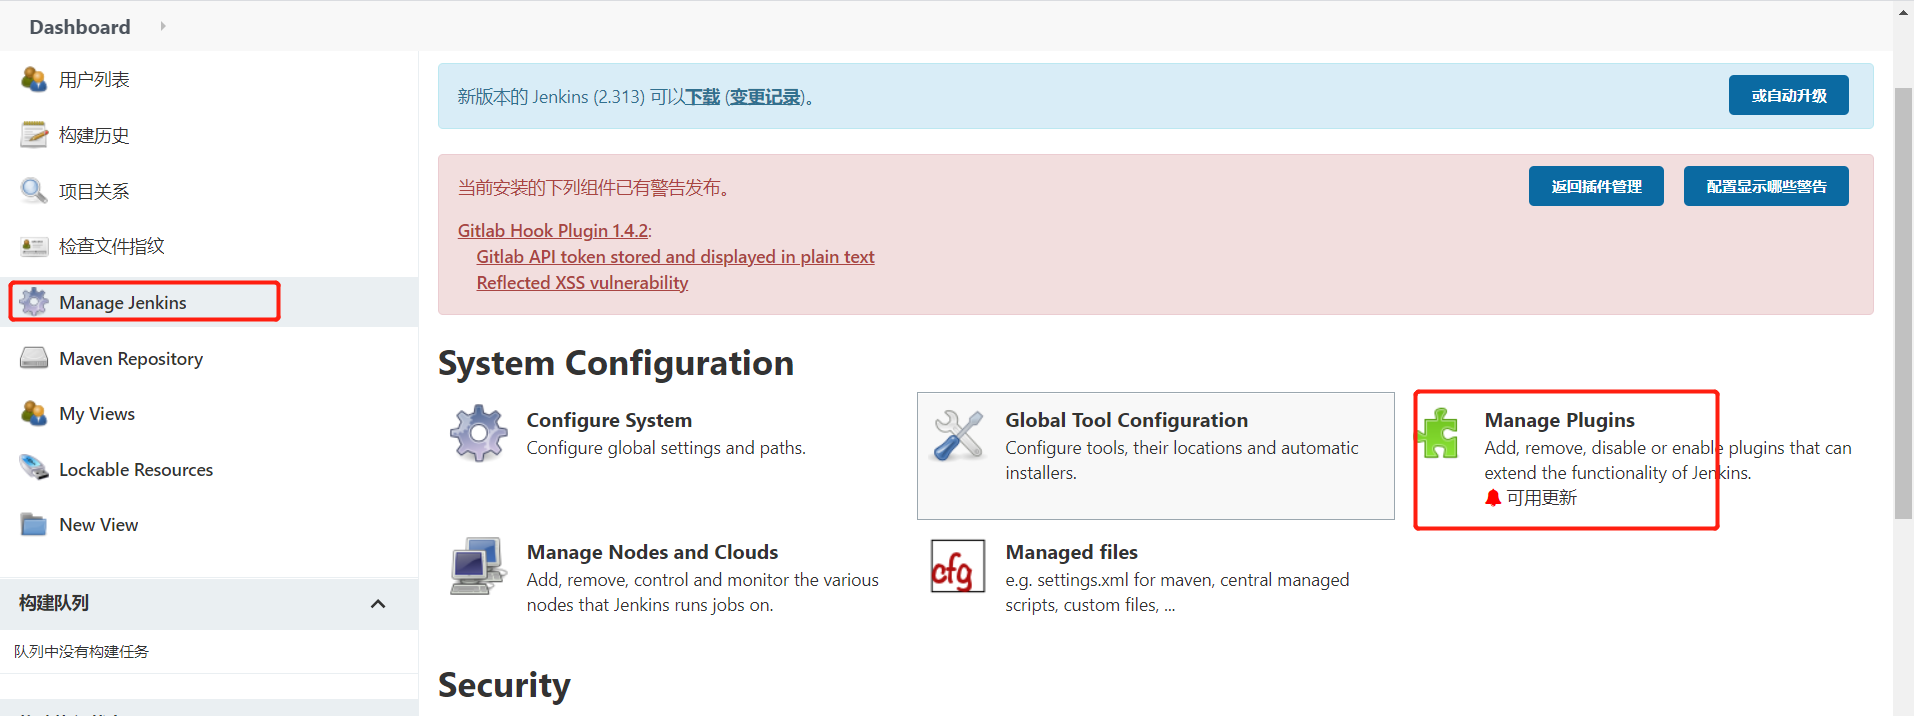 Dashboard
用户列表
构建历史
项目关系
检查文件指纹
Manage Jenkins
Maven Repository
My Views
Lockable Resources
New View
构建队列
队列中没有构建任务
新版本的 Jenkins (2.313) 可以下载 (变更记录)。
或自动升级
当前安装的下列组件已有警告发布。
返回插件管理
配置显示哪些警告
Gitlab Hook Plugin 1.4.2:
Gitlab API token stored and displayed in plain text
Reflected XSS vulnerability
System Configuration
Configure System
Configure global settings and paths.
Global Tool Configuration
Configure tools, their locations and automatic
installers.
Manage Plugins
Add, remove, disable or enable plugins that can
extend the functionality of Jenkins.
可用更新
Manage Nodes and Clouds
Add, remove, control and monitor the various
nodes that Jenkins runs jobs on.
cfg
Managed files
e.g. settings.xml for maven, central managed
scripts, custom files, ...
Security